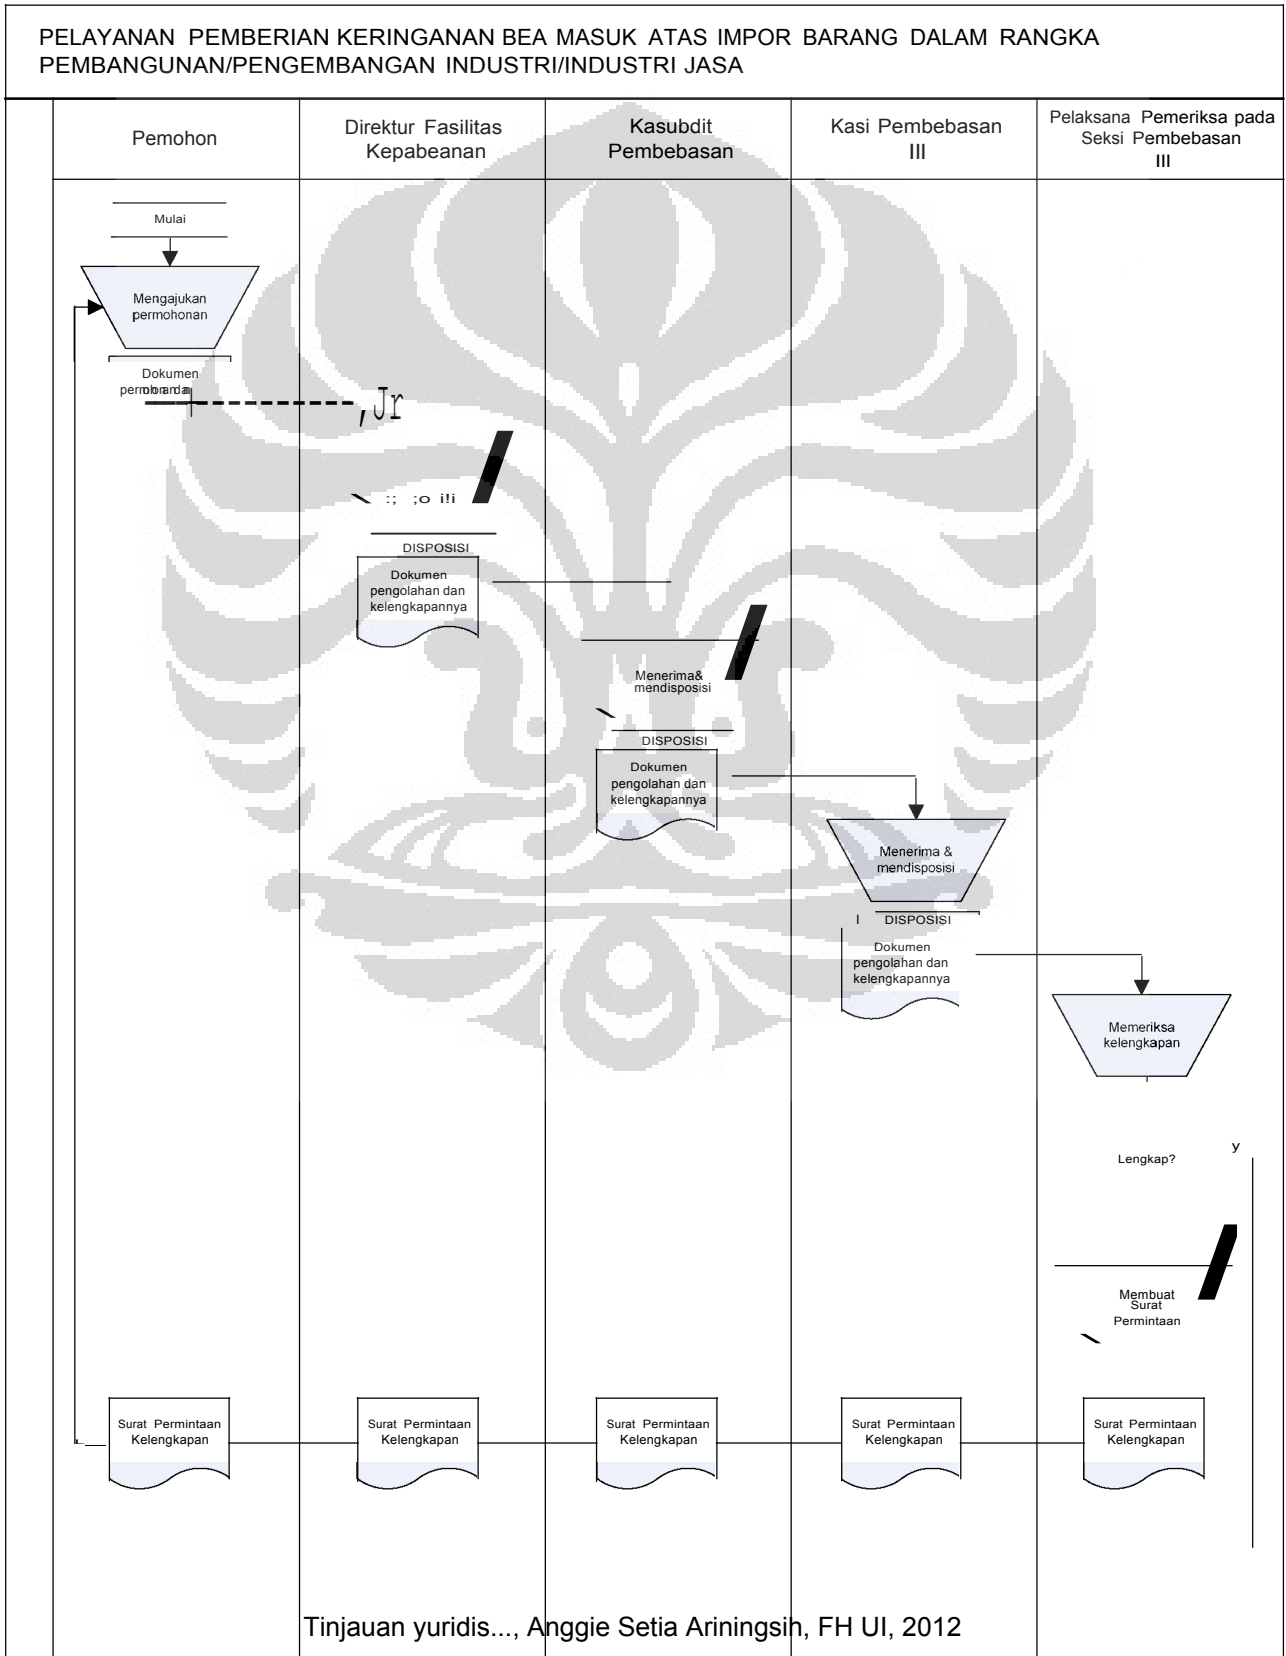 PELAYANAN PEMBERIAN KERINGANAN BEA MASUK ATAS IMPOR BARANG DALAM RANGKA
PEMBANGUNAN/PENGEMBANGAN INDUSTRI/INDUSTRI JASA
Pemohon
Direktur Fasilitas
Kepabeanan
Kasubdit
Pembebasan
Kasi Pembebasan
III
Pelaksana Pemeriksa pada
Seksi Pembebasan
III
Mulai
Mengajukan
permohonan
Dokumen
DISPOSISI
Dokumen
pengolahan dan
kelengkapannya
Menerima&
mendisposisi
DISPOSISI
Dokumen
pengolahan dan
kelengkapannya
Menerima &
mendisposisi
DISPOSISI
Dokumen
pengolahan dan
kelengkapannya
Memeriksa
kelengkapan
Lengkap?
Y
Membuat
Surat
Permintaan
Surat Permintaan
Kelengkapan
Surat Permintaan
Kelengkapan
Surat Permintaan
Kelengkapan
Surat Permintaan
Kelengkapan
Surat Permintaan
Kelengkapan
Tinjauan yuridis..., Anggie Setia Ariningsih, FH UI, 2012